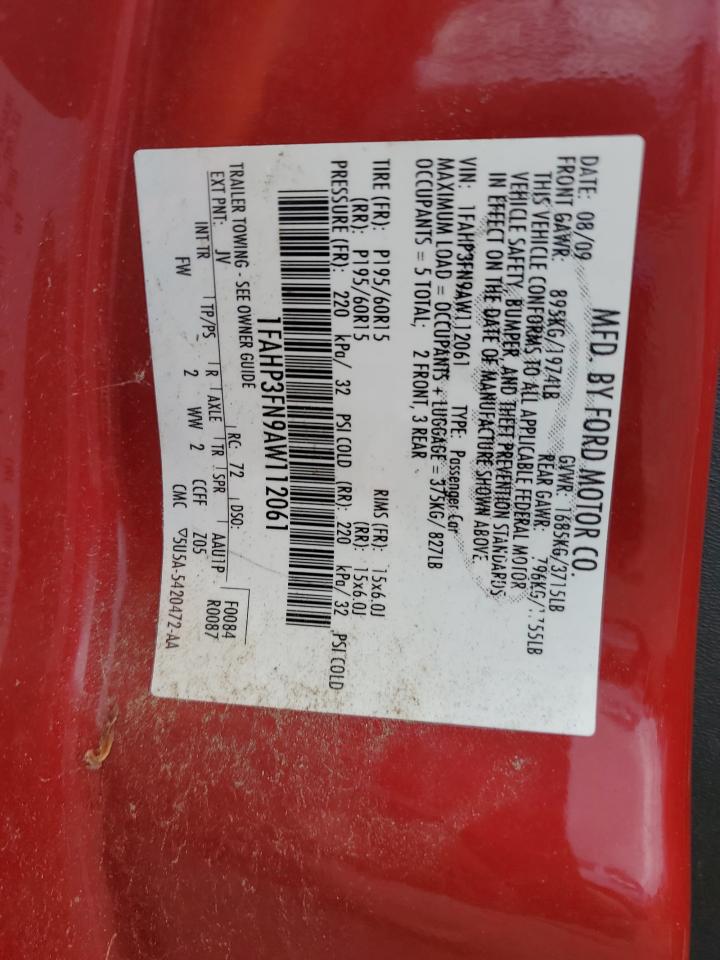 MFD. BY FORD MOTOR CO.
DATE: 08/09 GVWR: 1685KG/3715LB
FRONT GAWR: 895KG/1974LB REAR GAWR: 796KG/1755LB
THIS VEHICLE CONFORMS TO ALL APPLICABLE FEDERAL MOTOR
VEHICLE SAFETY, BUMPER, AND THEFT PREVENTION STANDARDS
IN EFFECT ON THE DATE OF MANUFACTURE SHOWN ABOVE.
VIN: 1FAHP3FN9AW112061 TYPE: Passenger Car
MAXIMUM LOAD = OCCUPANTS + LUGGAGE = 375KG/ 827LB
OCCUPANTS = 5 TOTAL; 2 FRONT, 3 REAR
TIRE (FR): P195/60R15 RIMS (FR): 15x6.0J
(RR): P195/60R15 (RR): 15x6.0J
PRESSURE (FR): 220 kPa/ 32 PSI COLD (RR): 220 kPa/ 32 PSI COLD
1FAHP3FN9AW112061
TRAILER TOWING - SEE OWNER GUIDE
EXT PNT: JV RC: 72 DSO: F0084
INT TR TP/PS R AXLE TR SPR AAU1P R0087
FW 2 WW 2 CCFF Z05
CMC ▽5U5A-5420472-AA